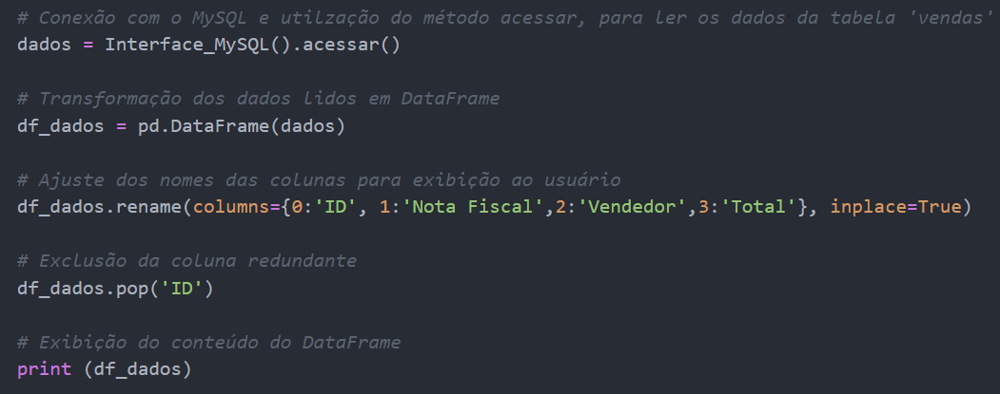 # Conexão com o MySQL e utilzação do método acessar, para ler os dados da tabela 'vendas'
dados = Interface_MySQL().acessar()
# Transformação dos dados lidos em DataFrame
df_dados = pd.DataFrame(dados)
# Ajuste dos nomes das colunas para exibição ao usuário
df_dados.rename(columns={0:'ID', 1:'Nota Fiscal',2:'Vendedor',3:'Total'}, inplace=True)
# Exclusão da coluna redundante
df_dados.pop('ID')
# Exibição do conteúdo do DataFrame
print (df_dados)